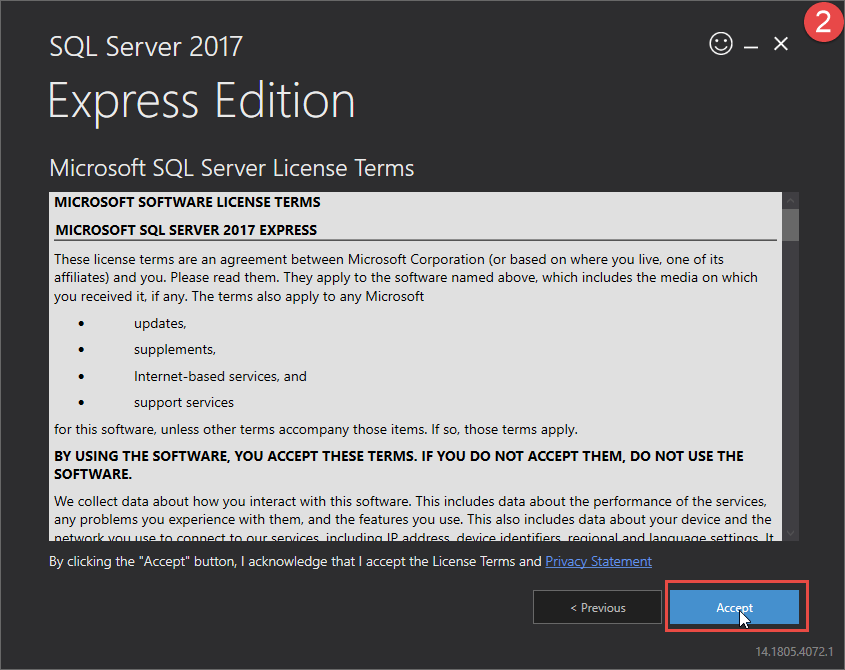 2
SQL Server 2017
Express Edition
Microsoft SQL Server License Terms
MICROSOFT SOFTWARE LICENSE TERMS
MICROSOFT SQL SERVER 2017 EXPRESS
These license terms are an agreement between Microsoft Corporation (or based on where you live, one of its
affiliates) and you. Please read them. They apply to the software named above, which includes the media on which
you received it, if any. The terms also apply to any Microsoft
• updates,
• supplements,
• Internet-based services, and
• support services
for this software, unless other terms accompany those items. If so, those terms apply.
BY USING THE SOFTWARE, YOU ACCEPT THESE TERMS. IF YOU DO NOT ACCEPT THEM, DO NOT USE THE
SOFTWARE.
We collect data about how you interact with this software. This includes data about the performance of the services,
any problems you experience with them, and the features you use. This also includes data about your device and the
network you use to connect to our services, including IP address, device identifiers, regional and language settings. It
By clicking the "Accept" button, I acknowledge that I accept the License Terms and Privacy Statement
< Previous
Accept
14.1805.4072.1